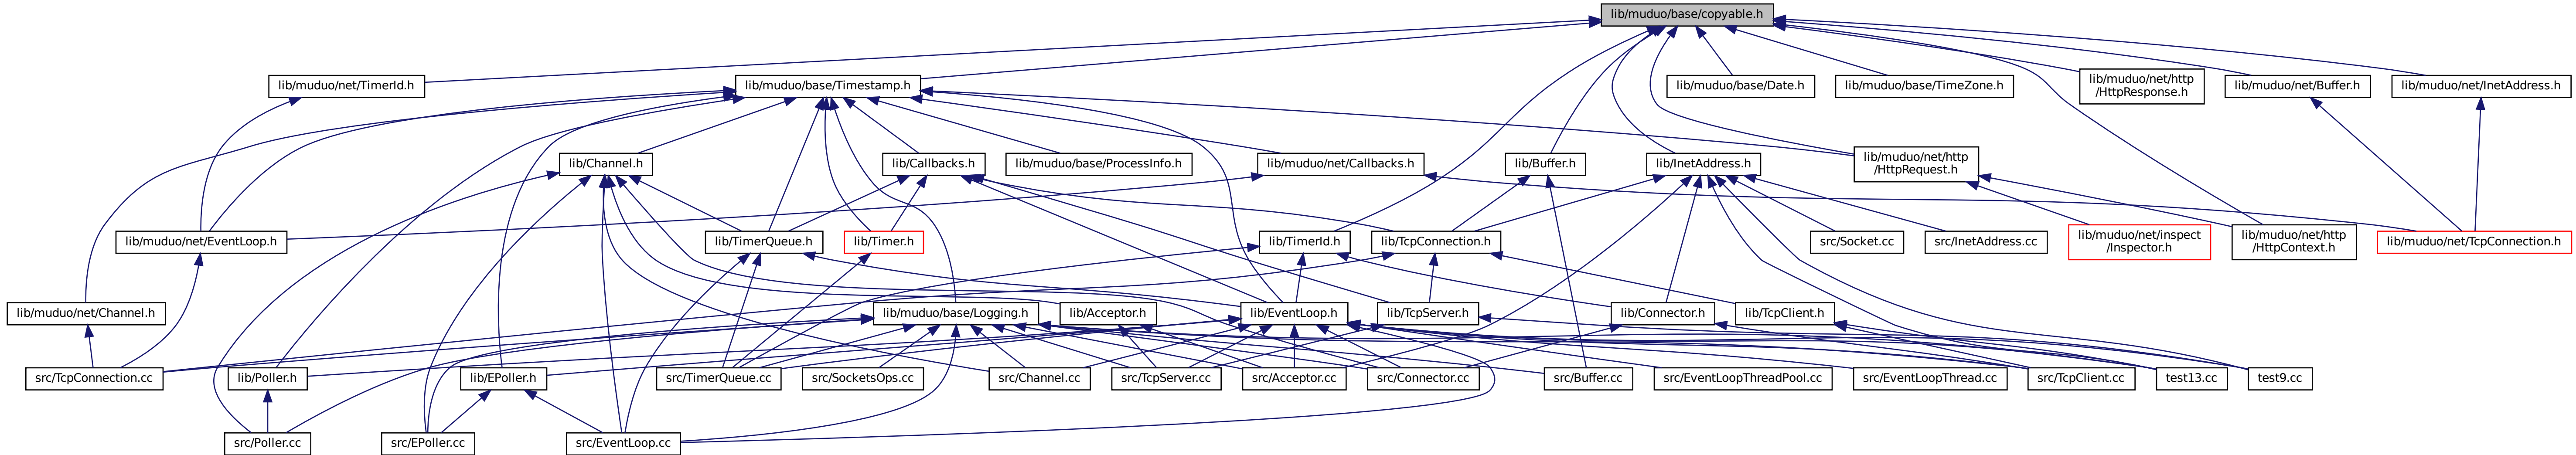 lib/muduo/base/copyable.h
lib/muduo/net/TimerId.h
lib/muduo/base/Timestamp.h
lib/muduo/base/Date.h
lib/muduo/base/TimeZone.h
lib/muduo/net/http
/HttpResponse.h
lib/muduo/net/Buffer.h
lib/muduo/net/InetAddress.h
lib/Channel.h
lib/Callbacks.h
lib/muduo/base/ProcessInfo.h
lib/muduo/net/Callbacks.h
lib/Buffer.h
lib/InetAddress.h
lib/muduo/net/http
/HttpRequest.h
lib/muduo/net/EventLoop.h
lib/TimerQueue.h
lib/Timer.h
lib/TimerId.h
lib/TcpConnection.h
src/Socket.cc
src/InetAddress.cc
lib/muduo/net/inspect
/Inspector.h
lib/muduo/net/http
/HttpContext.h
lib/muduo/net/TcpConnection.h
lib/muduo/net/Channel.h
lib/muduo/base/Logging.h
lib/Acceptor.h
lib/EventLoop.h
lib/TcpServer.h
lib/Connector.h
lib/TcpClient.h
src/TcpConnection.cc
lib/Poller.h
lib/EPoller.h
src/TimerQueue.cc
src/SocketsOps.cc
src/Channel.cc
src/TcpServer.cc
src/Acceptor.cc
src/Connector.cc
src/Buffer.cc
src/EventLoopThreadPool.cc
src/EventLoopThread.cc
src/TcpClient.cc
test13.cc
test9.cc
src/Poller.cc
src/EPoller.cc
src/EventLoop.cc